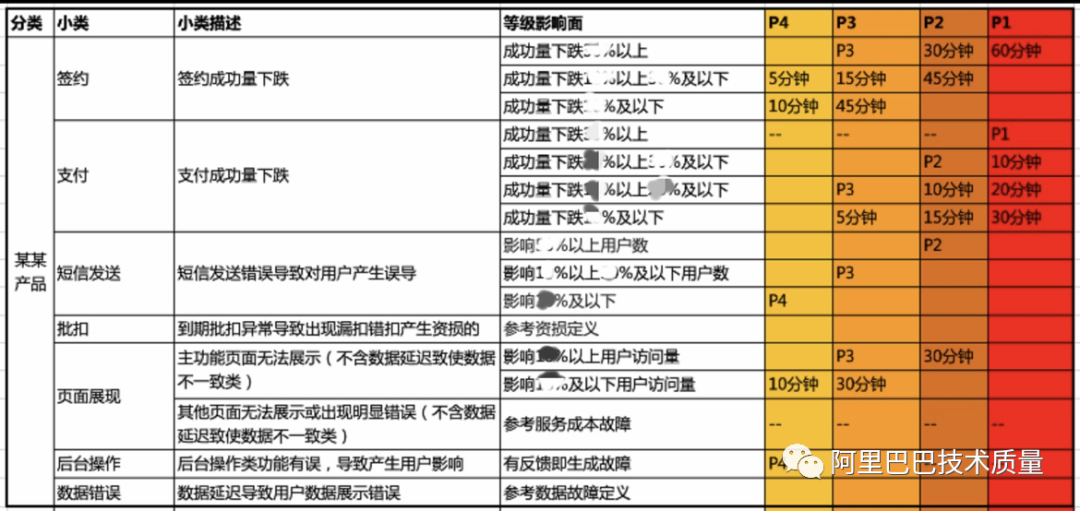 分类 小类 小类描述 等级影响面 P4 P3 P2 P1
某某产品
签约 签约成功量下跌
成功量下跌 %以上 P3 30分钟 60分钟
成功量下跌 %以上 %及以下 5分钟 15分钟 45分钟
成功量下跌 %及以下 10分钟 45分钟
支付 支付成功量下跌
成功量下跌 %以上 -- -- -- P1
成功量下跌 %以上 %及以下 P2 10分钟
成功量下跌 %以上 %及以下 P3 10分钟 20分钟
成功量下跌 %及以下 5分钟 15分钟 30分钟
短信发送 短信发送错误导致对用户产生误导
影响 %以上用户数 P2
影响 %以上 %及以下用户数 P3
影响 %及以下 P4
批扣 到期批扣异常导致出现漏扣错扣产生资损的 参考资损定义
页面展现
主功能页面无法展示（不含数据延迟致使数据
不一致类）
影响 %以上用户访问量 P3 30分钟
影响 %及以下用户访问量 10分钟 30分钟
其他页面无法展示或出现明显错误（不含数据
延迟致使数据不一致类）
参考服务成本故障 -- -- -- --
后台操作 后台操作类功能有误，导致产生用户影响 有反馈即生成故障 P4
数据错误 数据延迟导致用户数据展示错误 参考数据故障定义
阿里巴巴技术质量